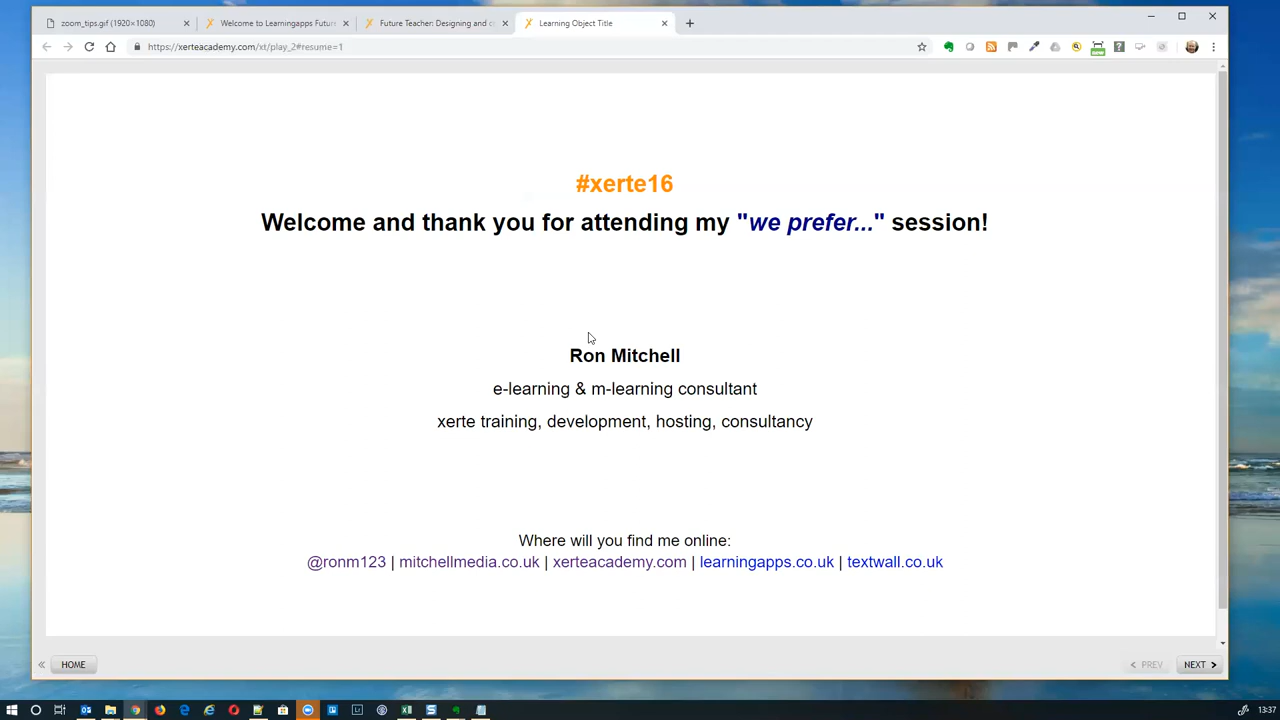 zoom_tips.gif (1920×1080)
Welcome to Learningapps Futur
Future Teacher: Designing and c
Learning Object Title
https://xerteacademy.com/xt/play_2#resume=1
#xerte16
Welcome and thank you for attending my "we prefer..." session!
Ron Mitchell
e-learning & m-learning consultant
xerte training, development, hosting, consultancy
Where will you find me online:
@ronm123 | mitchellmedia.co.uk | xerteacademy.com | learningapps.co.uk | textwall.co.uk
HOME
PREV
NEXT
13:37